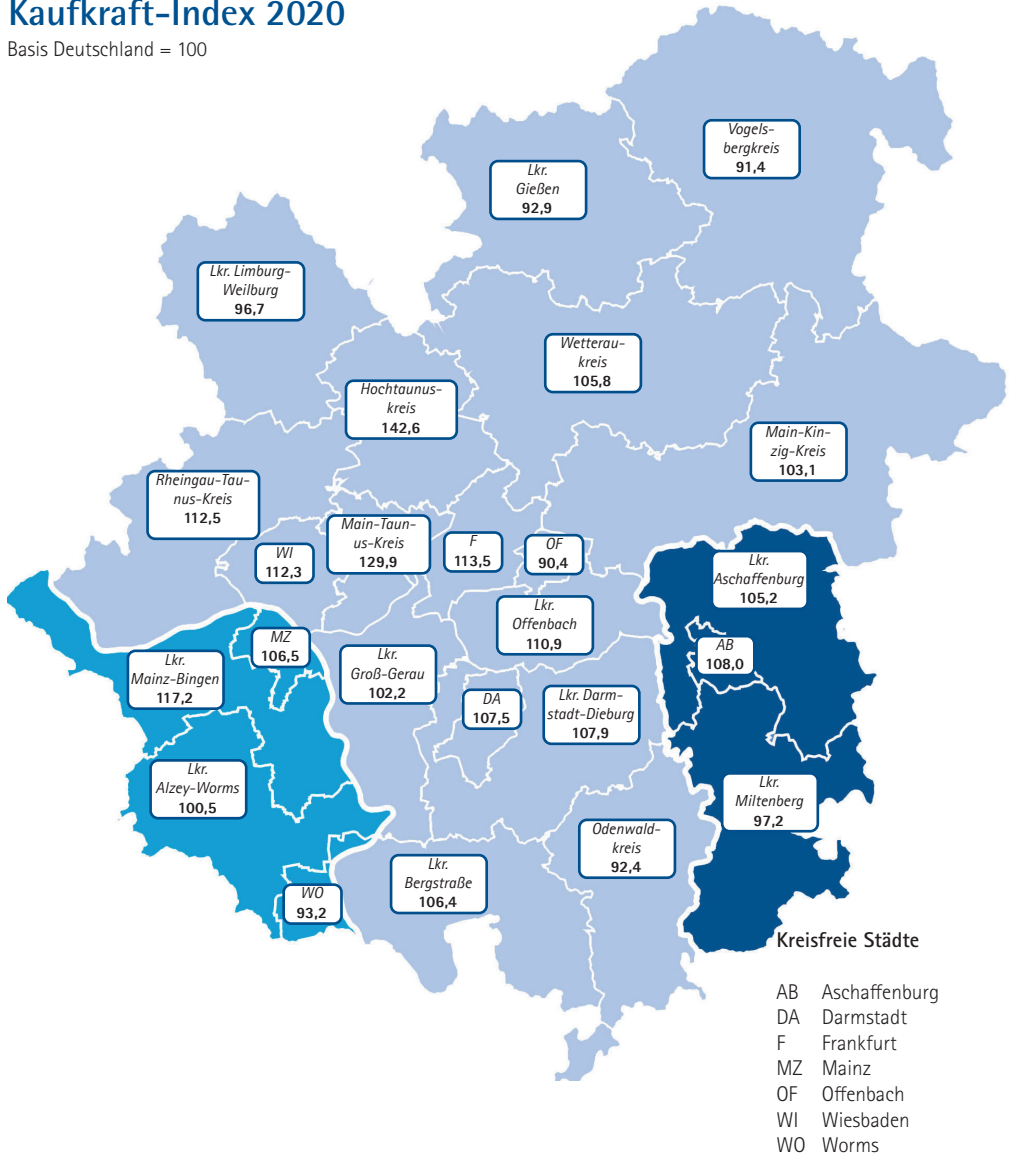 Kaufkraft-Index 2020
Basis Deutschland = 100
Vogels-
bergkreis
91,4
Lkr.
Gießen
92,9
Lkr. Limburg-
Weilburg
96,7
Wetterau-
kreis
105,8
Hochtaunus-
kreis
142,6
Main-Kin-
zig-Kreis
103,1
Rheingau-Tau-
nus-Kreis
112,5
Main-Taun-
us-Kreis
129,9
F
113,5
OF
90,4
WI
112,3
Lkr.
Aschaffenburg
105,2
Lkr.
Offenbach
110,9
MZ
106,5
AB
108,0
Lkr.
Mainz-Bingen
117,2
Lkr.
Groß-Gerau
102,2
DA
107,5
Lkr. Darm-
stadt-Dieburg
107,9
Lkr.
Alzey-Worms
100,5
Lkr.
Miltenberg
97,2
Odenwald-
kreis
92,4
Lkr.
Bergstraße
106,4
WO
93,2
Kreisfreie Städte
AB Aschaffenburg
DA Darmstadt
F Frankfurt
MZ Mainz
OF Offenbach
WI Wiesbaden
WO Worms